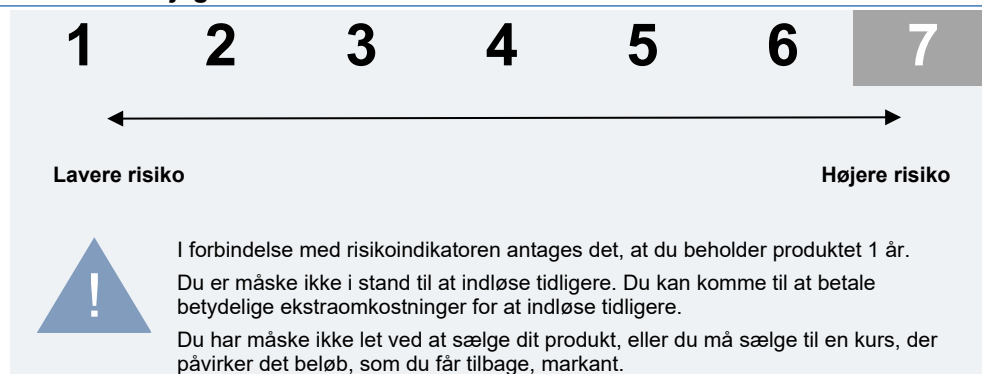 1 2 3 4 5 6 7
Lavere risiko Højere risiko
!
I forbindelse med risikoindikatoren antages det, at du beholder produktet 1 år.
Du er måske ikke i stand til at indløse tidligere. Du kan komme til at betale
betydelige ekstraomkostninger for at indløse tidligere.
Du har måske ikke let ved at sælge dit produkt, eller du må sælge til en kurs, der
påvirker det beløb, som du får tilbage, markant.